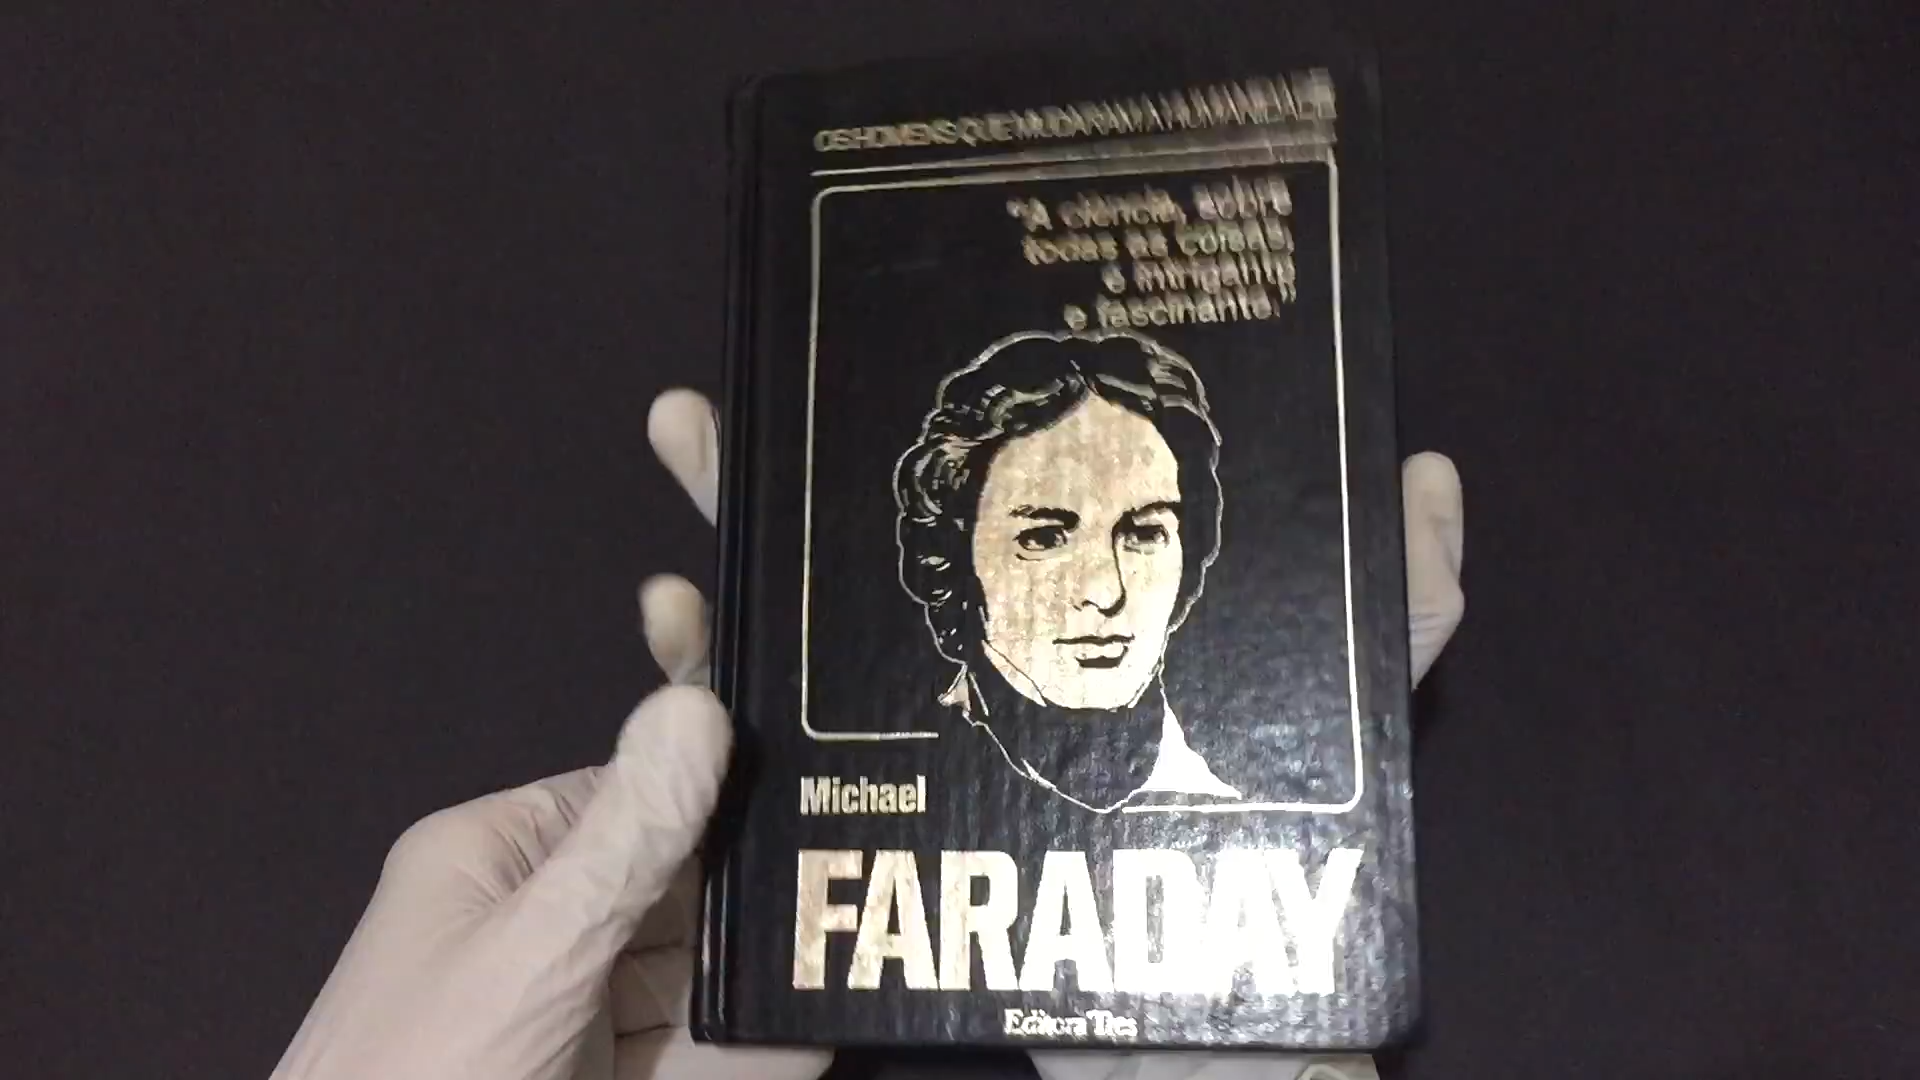 OS HOMENS QUE MUDARAM A HUMANIDADE
"A ciência, sobre
todas as coisas,
é intrigante
e fascinante."
Michael
FARADAY
Editora Três